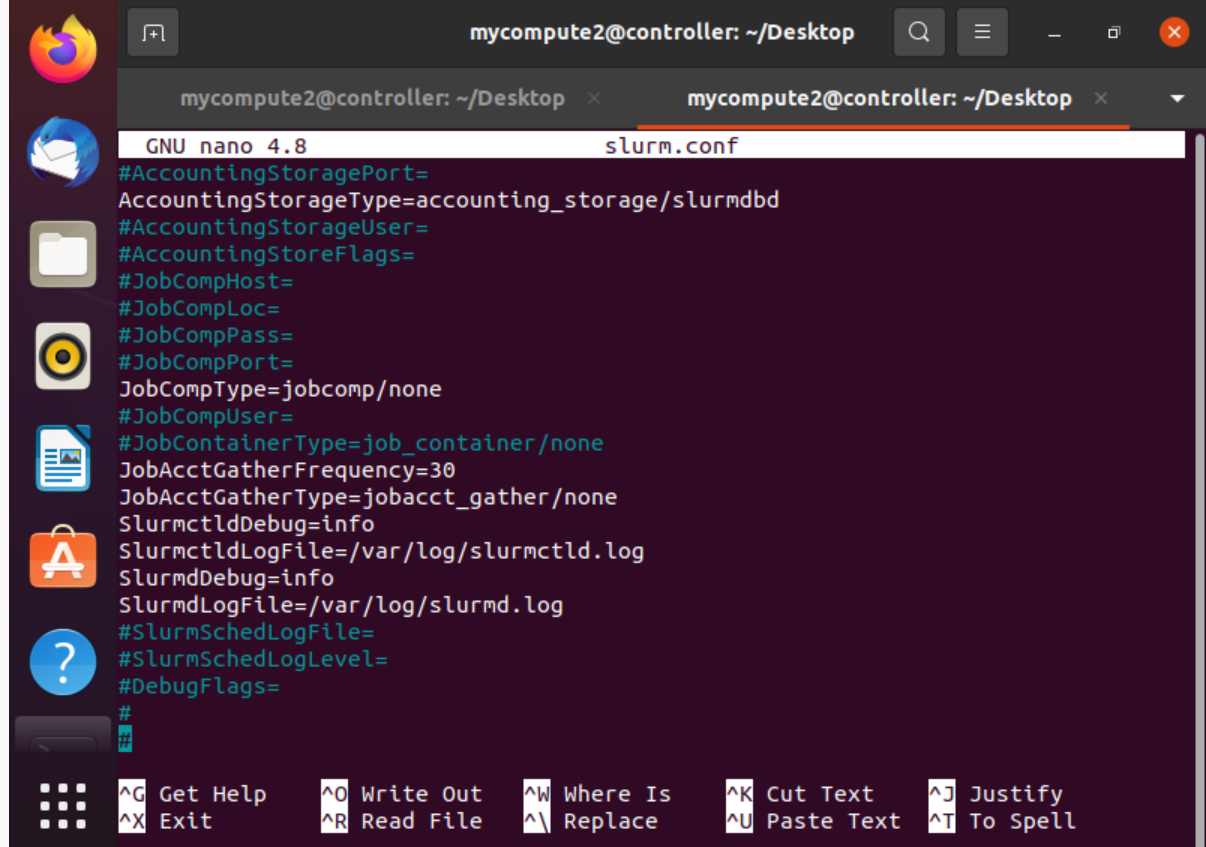 mycompute2@controller: ~/Desktop
mycompute2@controller: ~/Desktop × mycompute2@controller: ~/Desktop ×
GNU nano 4.8 slurm.conf
#AccountingStoragePort=
AccountingStorageType=accounting_storage/slurmdbd
#AccountingStorageUser=
#AccountingStoreFlags=
#JobCompHost=
#JobCompLoc=
#JobCompPass=
#JobCompPort=
JobCompType=jobcomp/none
#JobCompUser=
#JobContainerType=job_container/none
JobAcctGatherFrequency=30
JobAcctGatherType=jobacct_gather/none
SlurmctldDebug=info
SlurmctldLogFile=/var/log/slurmctld.log
SlurmdDebug=info
SlurmdLogFile=/var/log/slurmd.log
#SlurmSchedLogFile=
#SlurmSchedLogLevel=
#DebugFlags=
#
#
^G Get Help ^O Write Out ^W Where Is ^K Cut Text ^J Justify
^X Exit ^R Read File ^\ Replace ^U Paste Text ^T To Spell